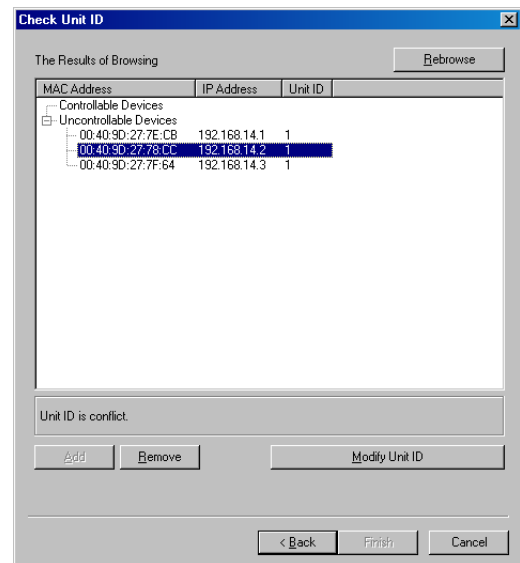 Check Unit ID
The Results of Browsing Rebrowse
MAC Address IP Address Unit ID
Controllable Devices
Uncontrollable Devices
00:40:9D:27:7E:CB 192.168.14.1 1
00:40:9D:27:78:CC 192.168.14.2 1
00:40:9D:27:7F:64 192.168.14.3 1
Unit ID is conflict.
Add Remove Modify Unit ID
< Back Finish Cancel